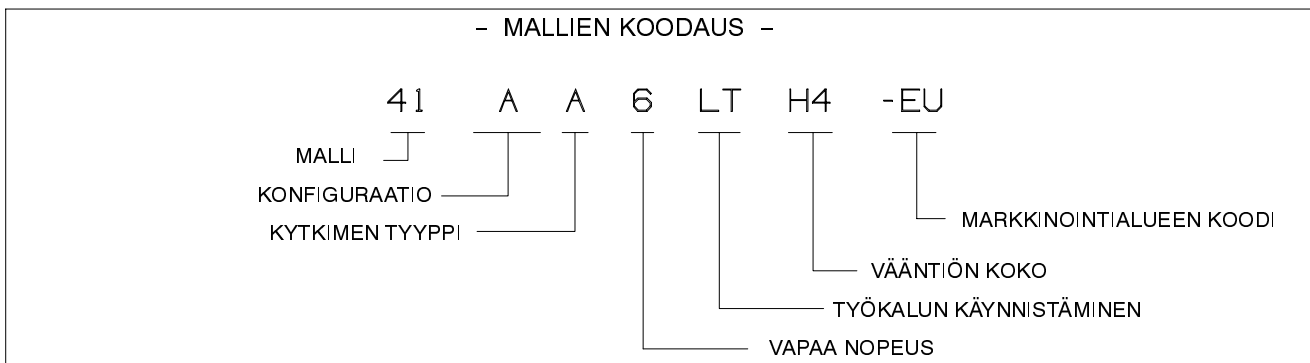 – MALLIEN KOODAUS –
41 A A 6 LT H4 -EU
MALLI
KONFIGURAATIO
KYTKIMEN TYYPPI
MARKKINOINTIALUEEN KOODI
VÄÄNTIÖN KOKO
TYÖKALUN KÄYNNISTÄMINEN
VAPAA NOPEUS